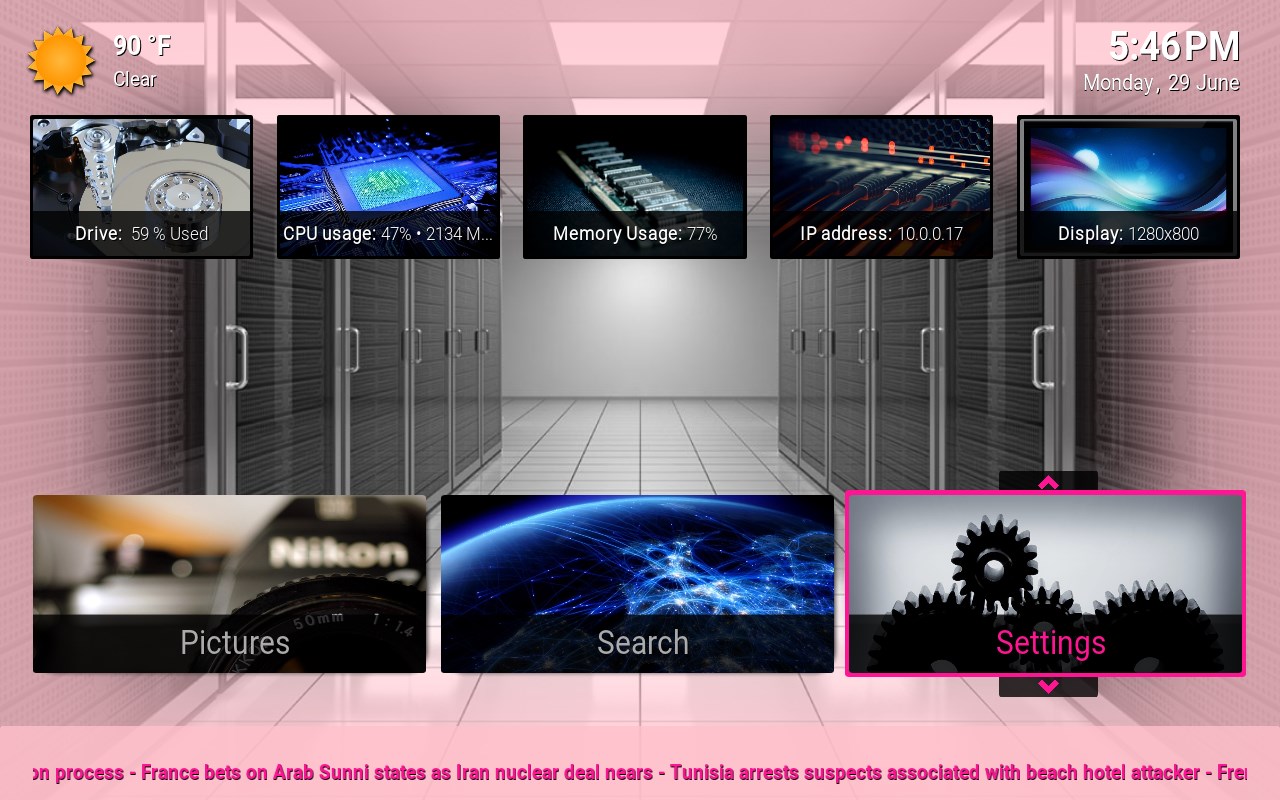 90 °F
Clear
5:46 PM
Monday, 29 June
Drive: 59 % Used
CPU usage: 47% • 2134 M...
Memory Usage: 77%
IP address: 10.0.0.17
Display: 1280x800
Nikon
50mm 1:1.4
Pictures
Search
Settings
on process - France bets on Arab Sunni states as Iran nuclear deal nears - Tunisia arrests suspects associated with beach hotel attacker -